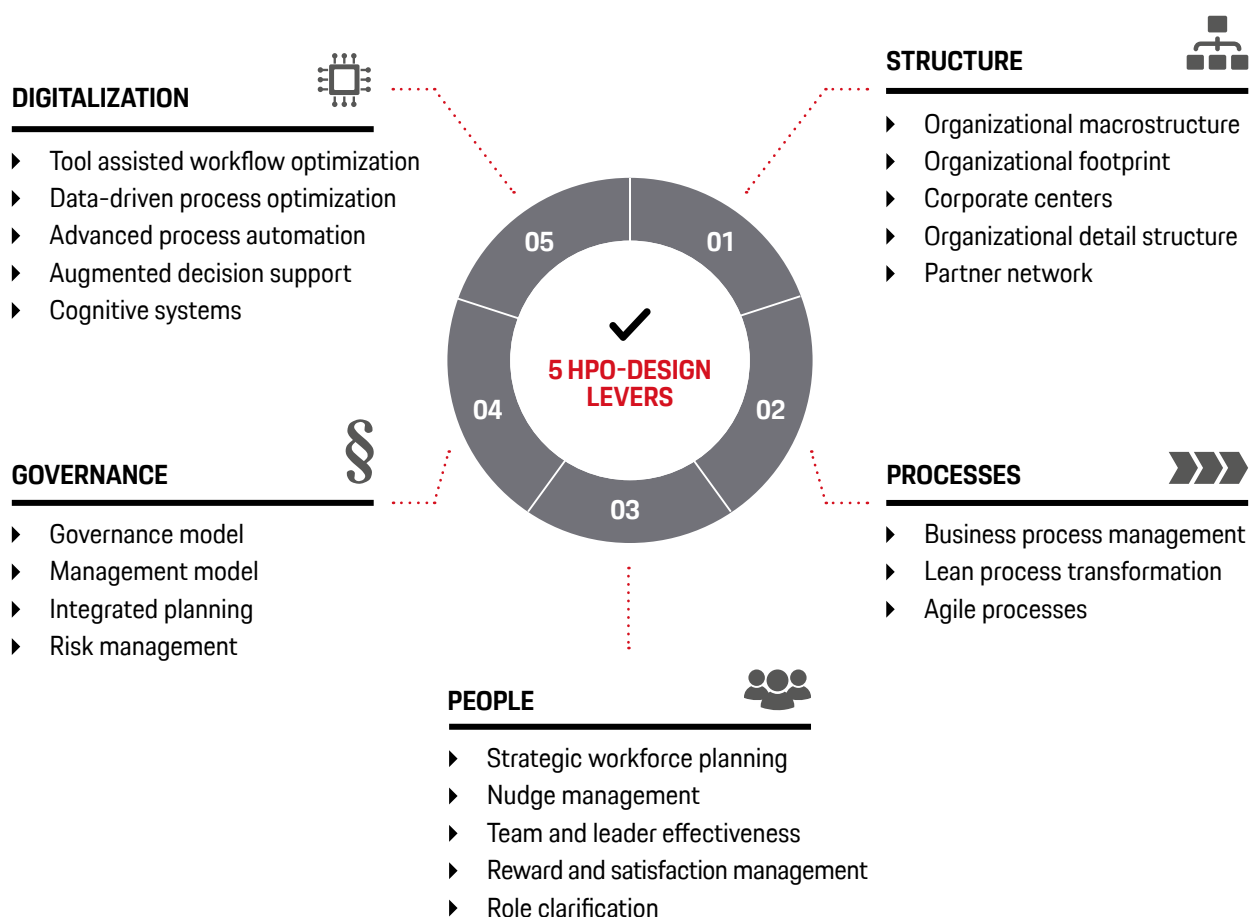 DIGITALIZATION
Tool assisted workflow optimization
Data-driven process optimization
Advanced process automation
Augmented decision support
Cognitive systems
STRUCTURE
Organizational macrostructure
Organizational footprint
Corporate centers
Organizational detail structure
Partner network
05
01
5 HPO-DESIGN
LEVERS
04
02
03
GOVERNANCE
§
Governance model
Management model
Integrated planning
Risk management
PROCESSES
Business process management
Lean process transformation
Agile processes
PEOPLE
Strategic workforce planning
Nudge management
Team and leader effectiveness
Reward and satisfaction management
Role clarification